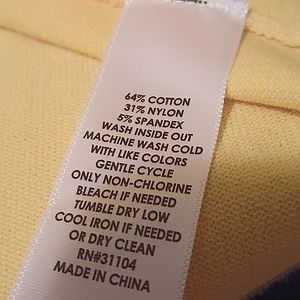 64% COTTON
31% NYLON
5% SPANDEX
WASH INSIDE OUT
MACHINE WASH COLD
WITH LIKE COLORS
GENTLE CYCLE
ONLY NON-CHLORINE
BLEACH IF NEEDED
TUMBLE DRY LOW
COOL IRON IF NEEDED
OR DRY CLEAN
RN#31104
MADE IN CHINA